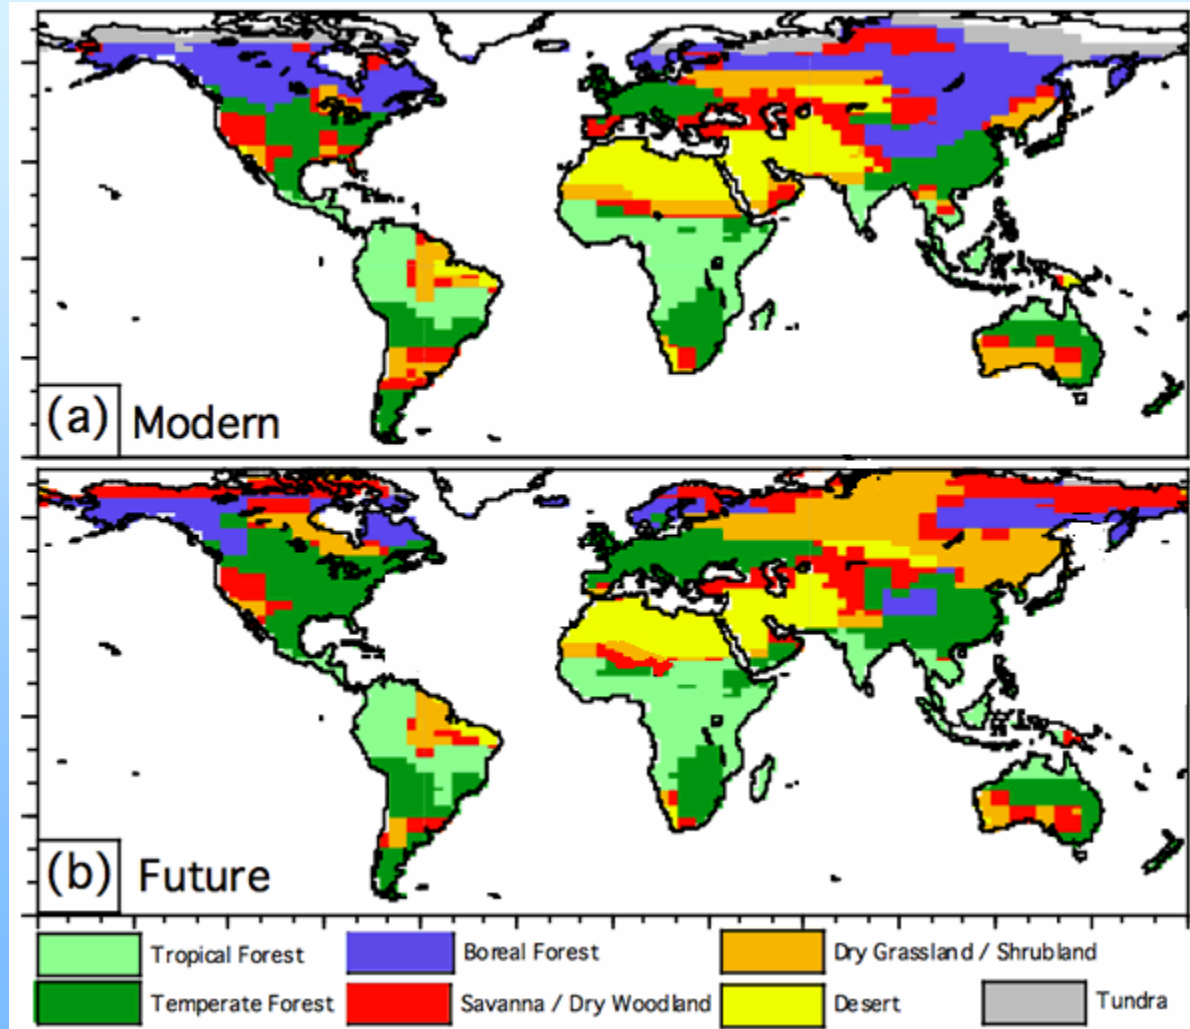 (a) Modern
(b) Future
Tropical Forest
Boreal Forest
Dry Grassland / Shrubland
Temperate Forest
Savanna / Dry Woodland
Desert
Tundra